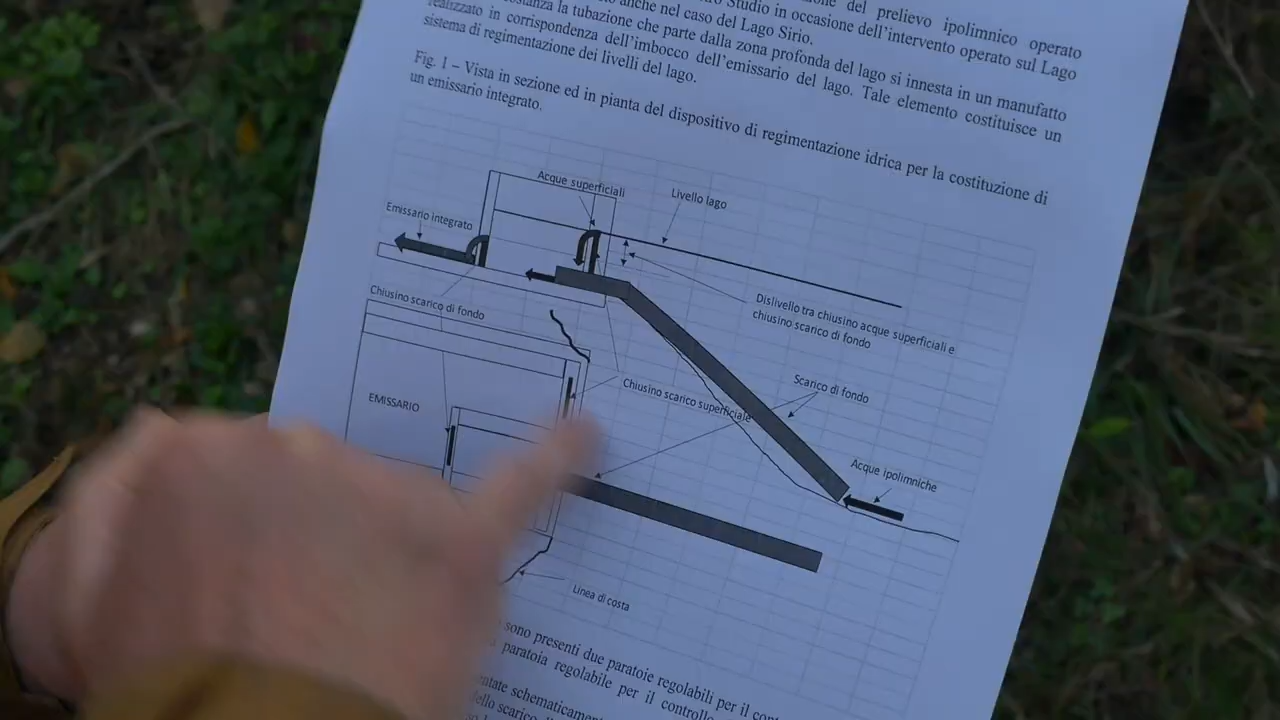 del prelievo ipolimnico operato
Studio in occasione dell'intervento operato sul Lago
anche nel caso del Lago Sirio.
la tubazione che parte dalla zona profonda del lago si innesta in un manufatto
realizzato in corrispondenza dell'imbocco dell'emissario del lago. Tale elemento costituisce un
sistema di regimentazione dei livelli del lago.
Fig. 1 – Vista in sezione ed in pianta del dispositivo di regimentazione idrica per la costituzione di
un emissario integrato.
Acque superficiali
Livello lago
Emissario integrato
Dislivello tra chiusino acque superficiali e
chiusino scarico di fondo
Chiusino scarico di fondo
Chiusino scarico superficiale
Scarico di fondo
EMISSARIO
Acque ipolimniche
Linea di costa
sono presenti due paratoie regolabili per il
paratoia regolabile per il controllo
schematicamente
scarico